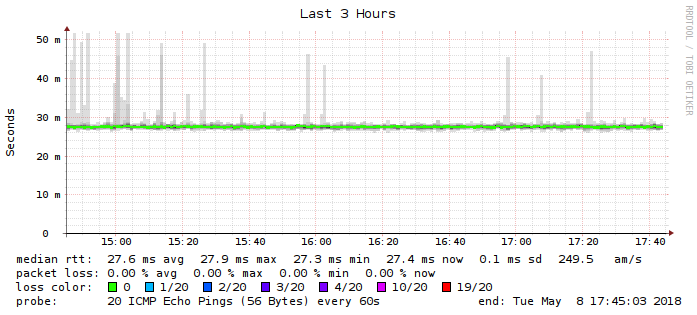 Last 3 Hours
RRDTOOL / TOBI OETIKER
Seconds
50 m
40 m
30 m
20 m
10 m
0
15:00 15:20 15:40 16:00 16:20 16:40 17:00 17:20 17:40
median rtt: 27.6 ms avg 27.9 ms max 27.3 ms min 27.4 ms now 0.1 ms sd 249.5 am/s
packet loss: 0.00 % avg 0.00 % max 0.00 % min 0.00 % now
loss color: 0 1/20 2/20 3/20 4/20 10/20 19/20
probe: 20 ICMP Echo Pings (56 Bytes) every 60s end: Tue May 8 17:45:03 2018